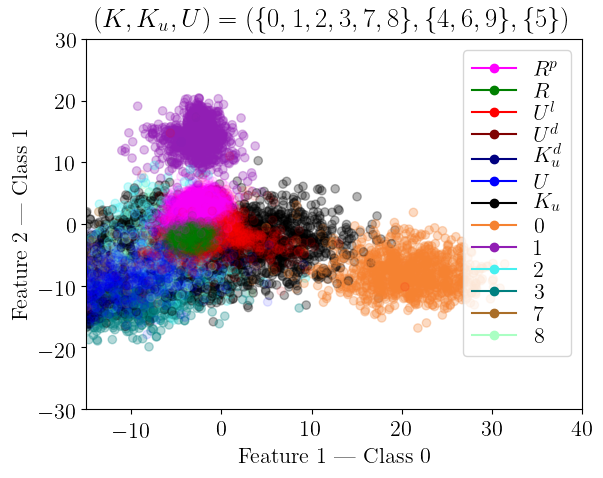 (K, K_u, U) = ({0, 1, 2, 3, 7, 8}, {4, 6, 9}, {5})
30
20
10
0
−10
−20
−30
Feature 2 — Class 1
−10
0
10
20
30
40
Feature 1 — Class 0
R^p
R
U^l
U^d
K_u^d
U
K_u
0
1
2
3
7
8